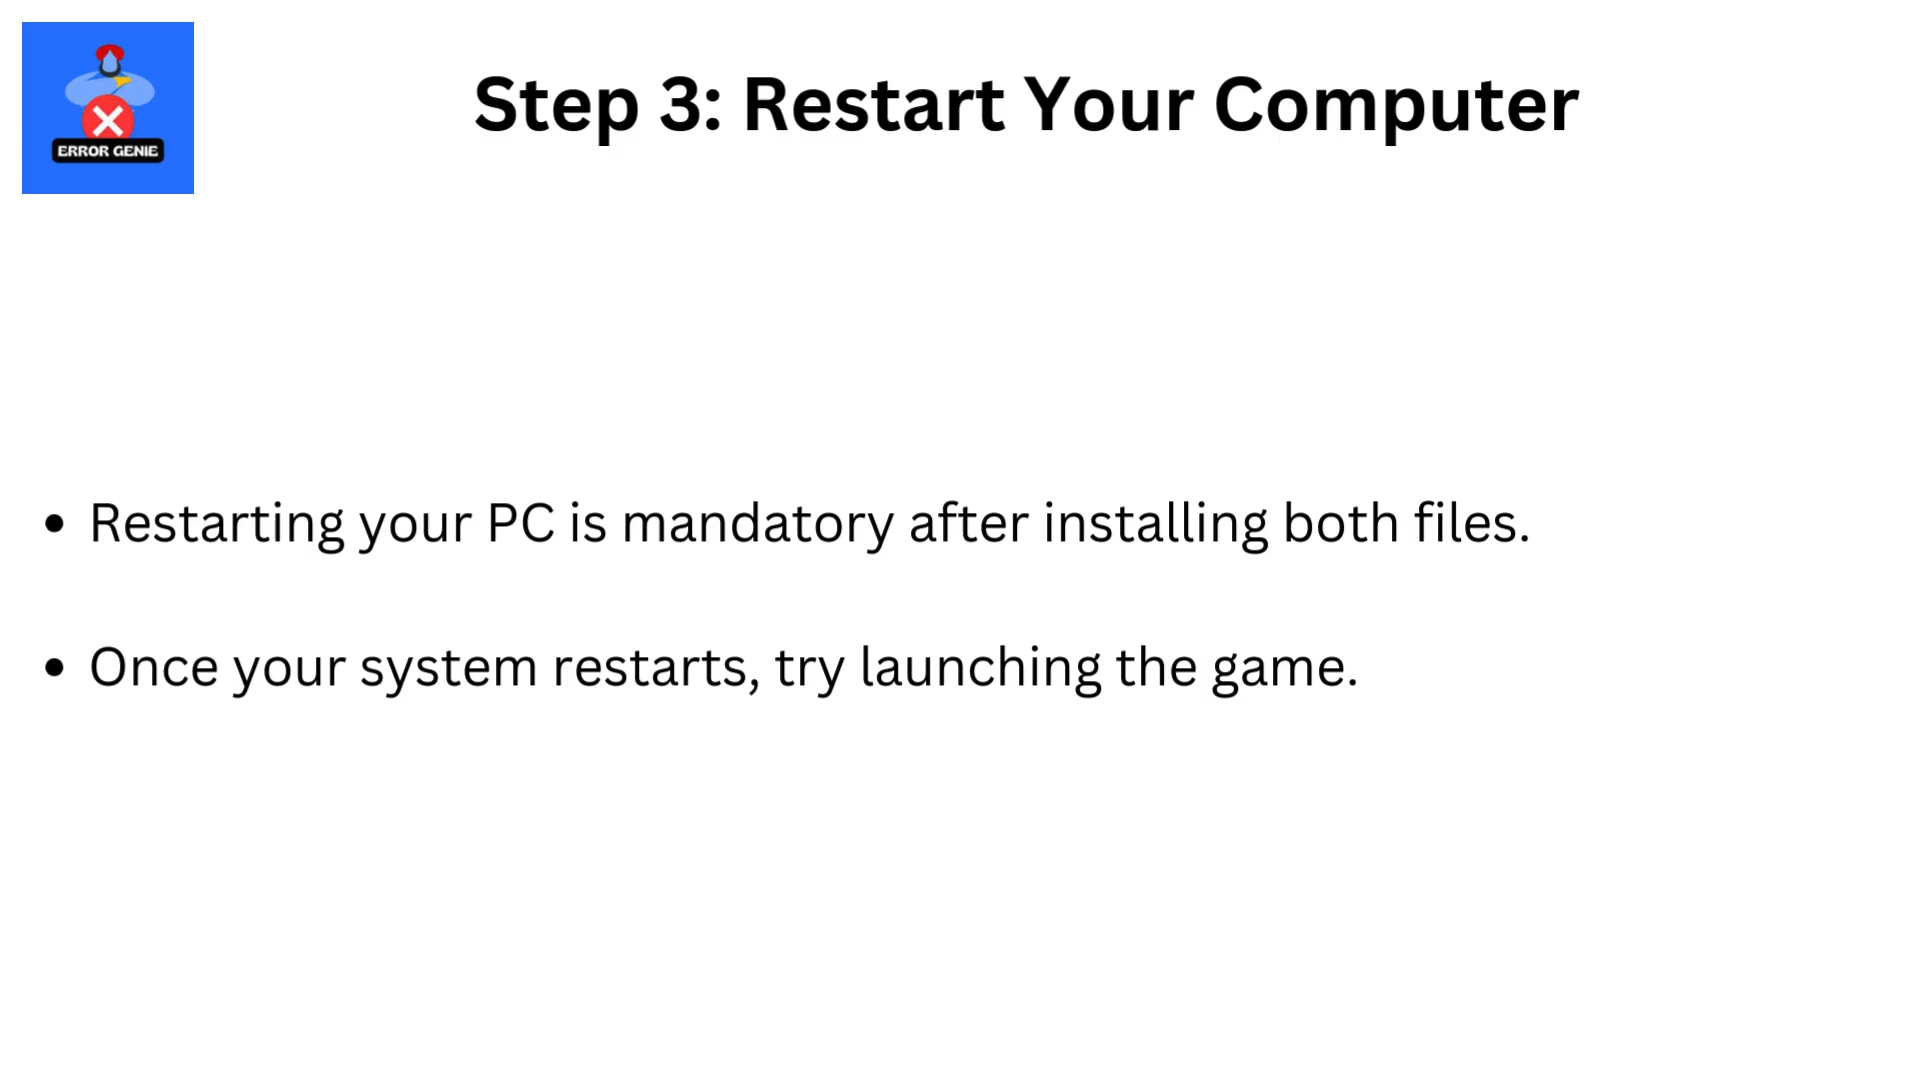 ERROR GENIE
Step 3: Restart Your Computer
• Restarting your PC is mandatory after installing both files.
• Once your system restarts, try launching the game.